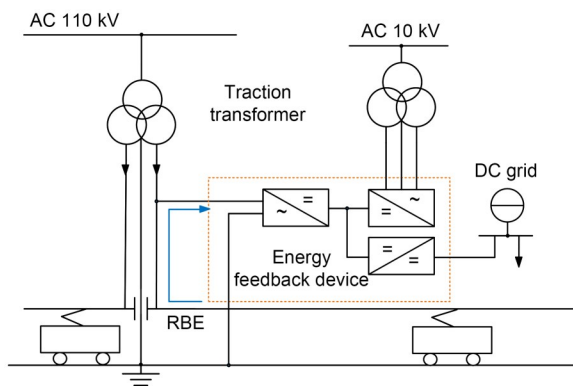 AC 110 kV
AC 10 kV
Traction
transformer
DC grid
=
~
~
=
=
=
Energy
feedback device
RBE